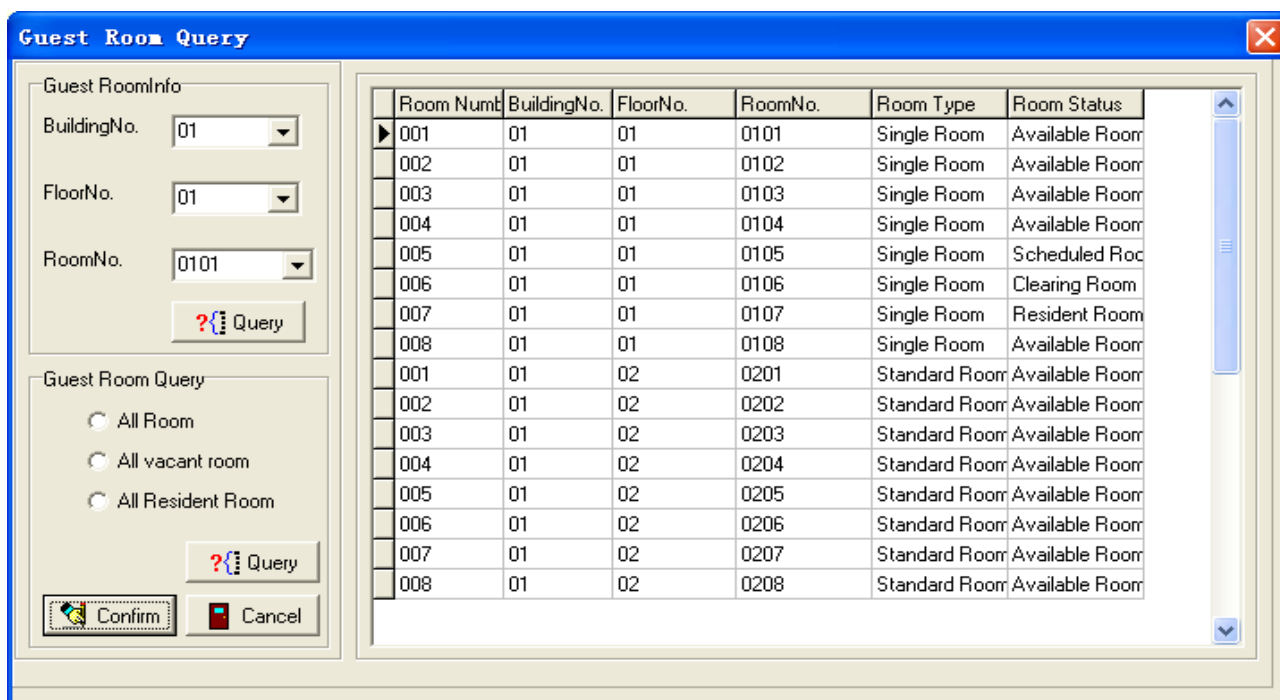 Guest Room Query
Guest RoomInfo
BuildingNo. 01
FloorNo. 01
RoomNo. 0101
?{ Query
Guest Room Query
All Room
All vacant room
All Resident Room
?{ Query
Confirm Cancel
Room Numb BuildingNo. FloorNo. RoomNo. Room Type Room Status
001 01 01 0101 Single Room Available Room
002 01 01 0102 Single Room Available Room
003 01 01 0103 Single Room Available Room
004 01 01 0104 Single Room Available Room
005 01 01 0105 Single Room Scheduled Roo
006 01 01 0106 Single Room Clearing Room
007 01 01 0107 Single Room Resident Room
008 01 01 0108 Single Room Available Room
001 01 02 0201 Standard Room Available Room
002 01 02 0202 Standard Room Available Room
003 01 02 0203 Standard Room Available Room
004 01 02 0204 Standard Room Available Room
005 01 02 0205 Standard Room Available Room
006 01 02 0206 Standard Room Available Room
007 01 02 0207 Standard Room Available Room
008 01 02 0208 Standard Room Available Room